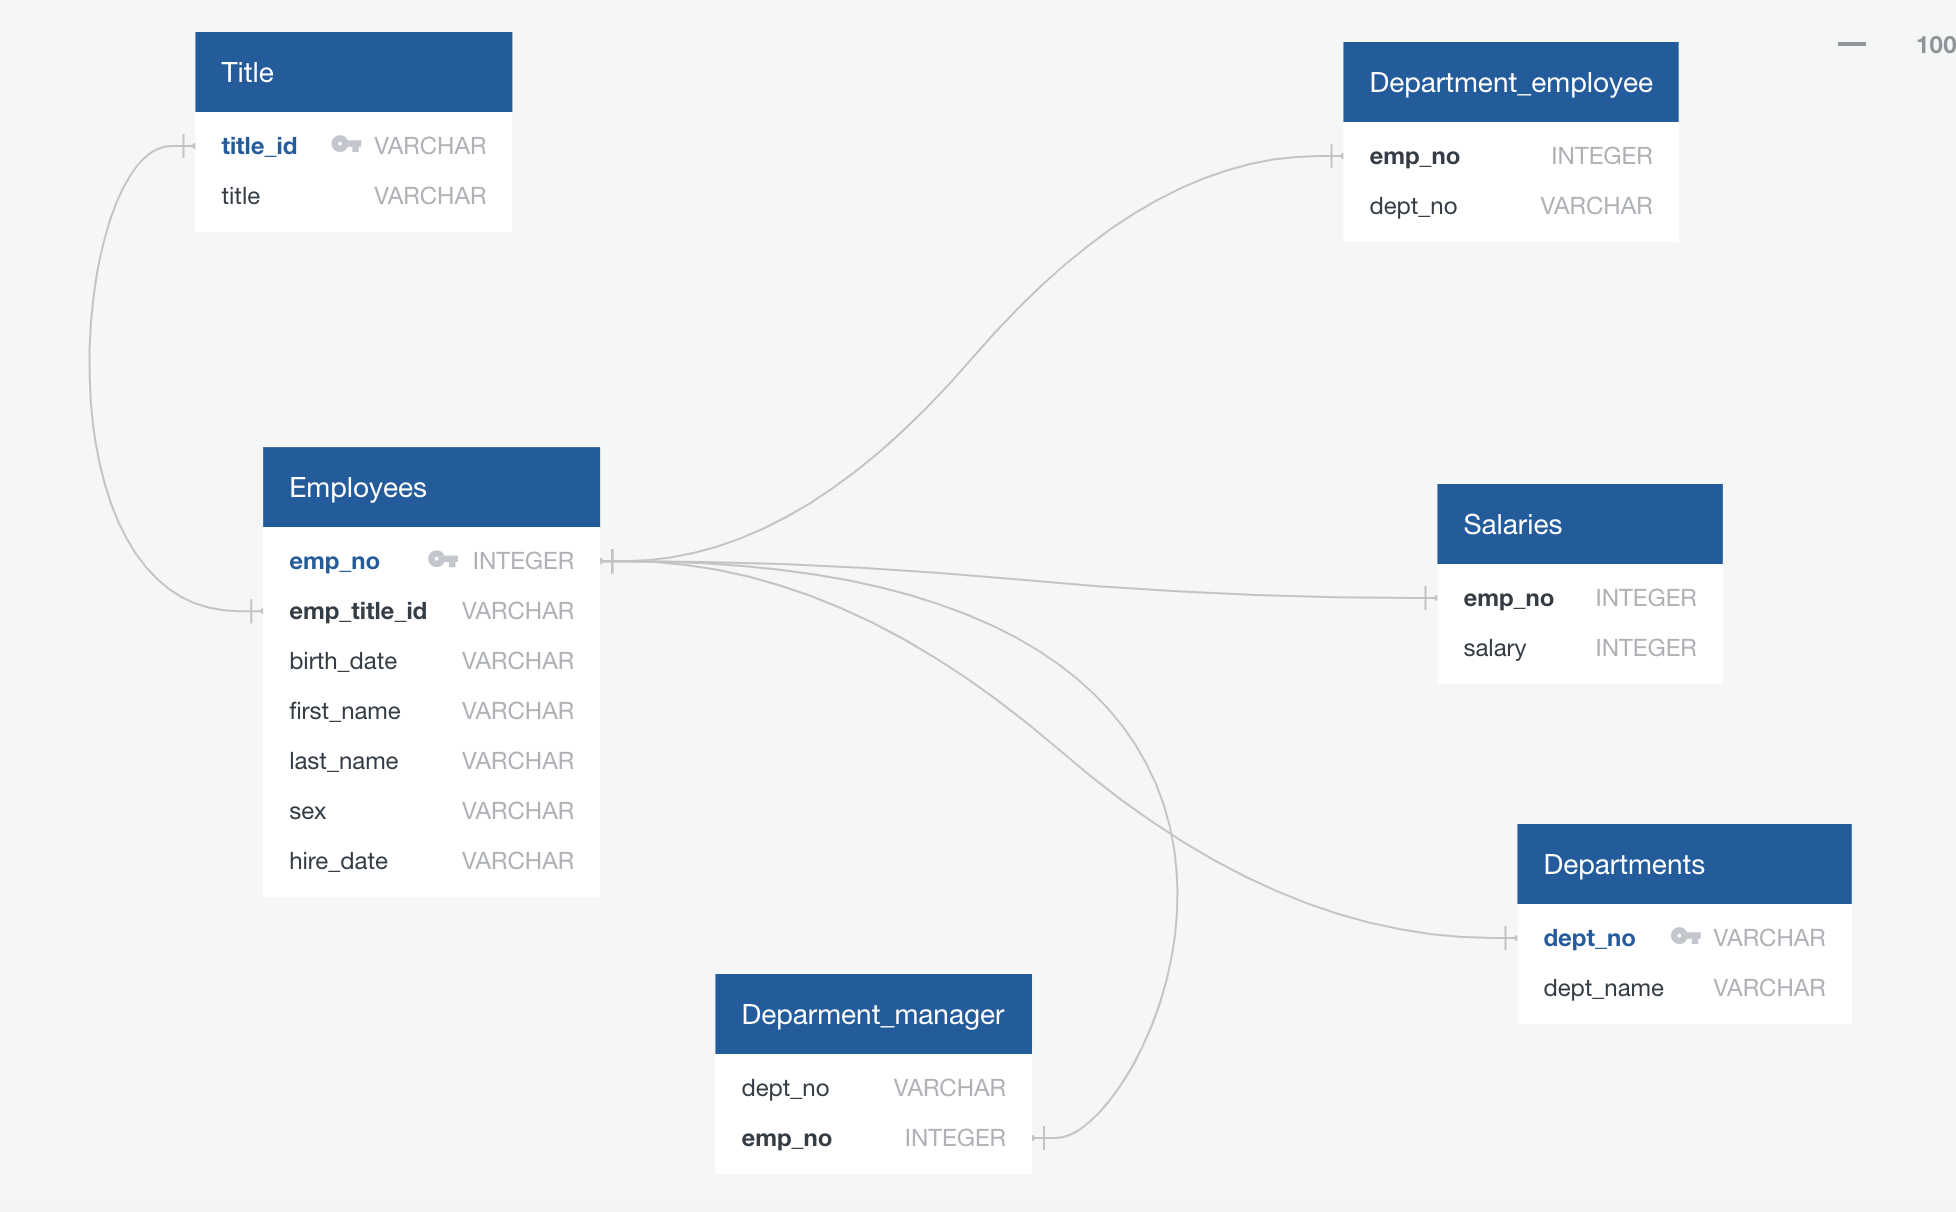 Title
title_id VARCHAR
title VARCHAR
Department_employee
emp_no INTEGER
dept_no VARCHAR
100
Employees
emp_no INTEGER
emp_title_id VARCHAR
birth_date VARCHAR
first_name VARCHAR
last_name VARCHAR
sex VARCHAR
hire_date VARCHAR
Salaries
emp_no INTEGER
salary INTEGER
Departments
dept_no VARCHAR
dept_name VARCHAR
Deparment_manager
dept_no VARCHAR
emp_no INTEGER